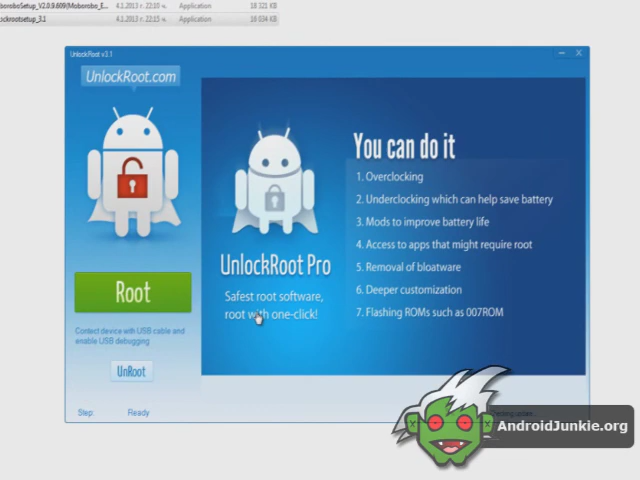 4.1.2013 г. 22:10 ч. Application 18 321 KB
4.1.2013 г. 22:15 ч. Application 16 034 KB
UnlockRoot v3.1
UnlockRoot.com
You can do it
1. Overclocking
2. Underclocking which can help save battery
3. Mods to improve battery life
4. Access to apps that might require root
5. Removal of bloatware
6. Deeper customization
7. Flashing ROMs such as 007ROM
UnlockRoot Pro
Safest root software,
root with one-click!
Root
Contect device with USB cable and
enable USB debugging
UnRoot
Step: Ready
AndroidJunkie.org